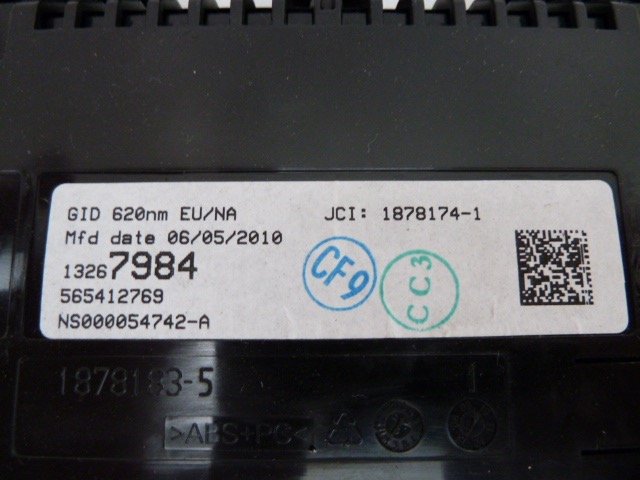 GID 620nm EU/NA JCI: 1878174-1
Mfd date 06/05/2010
13267984
565412769
NS000054742-A
CF9
CC3
1878183-5 1
>ABS+PC<